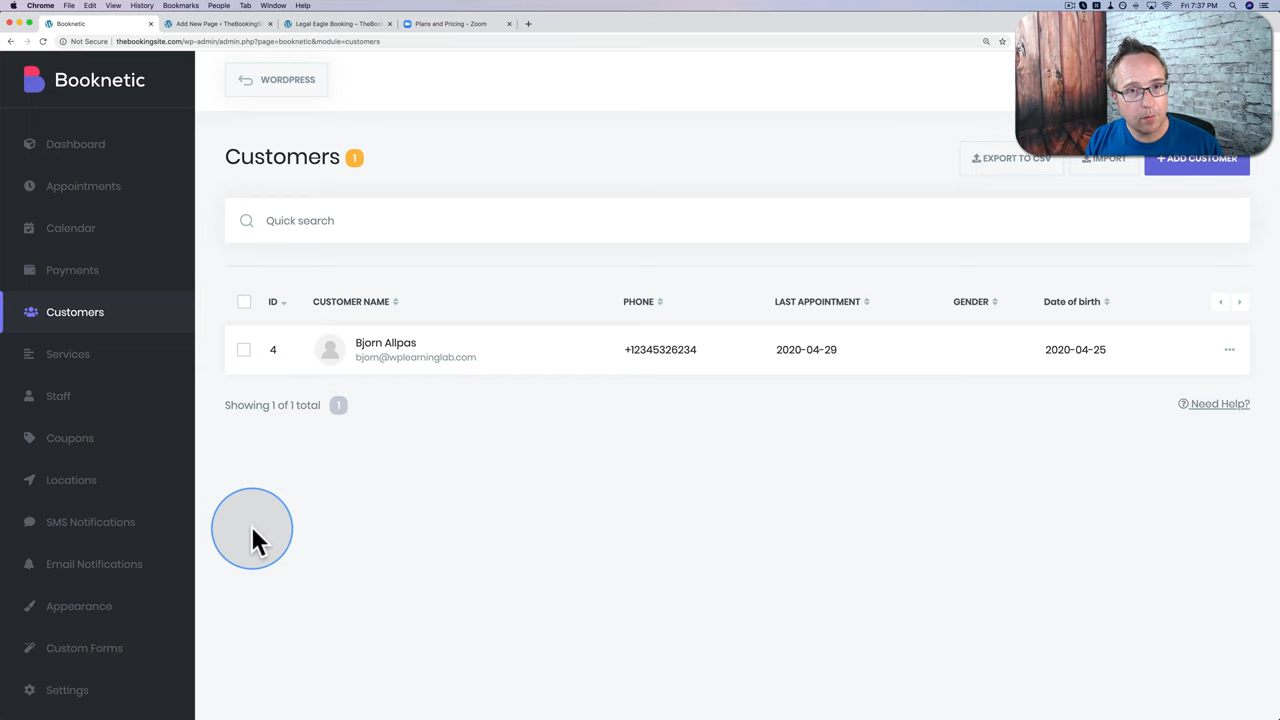 Chrome File Edit View History Bookmarks People Tab Window Help
Fri 7:37 PM
Booknetic
Add New Page ‹ TheBookingS
Legal Eagle Booking – TheBoo
Plans and Pricing - Zoom
Not Secure thebookingsite.com/wp-admin/admin.php?page=booknetic&module=customers
Booknetic
WORDPRESS
Dashboard
Appointments
Calendar
Payments
Customers
Services
Staff
Coupons
Locations
SMS Notifications
Email Notifications
Appearance
Custom Forms
Settings
Customers 1
EXPORT TO CSV
IMPORT
+ ADD CUSTOMER
Quick search
ID CUSTOMER NAME PHONE LAST APPOINTMENT GENDER Date of birth
4 Bjorn Allpas +12345326234 2020-04-29 2020-04-25
bjorn@wplearninglab.com
Showing 1 of 1 total 1
Need Help?